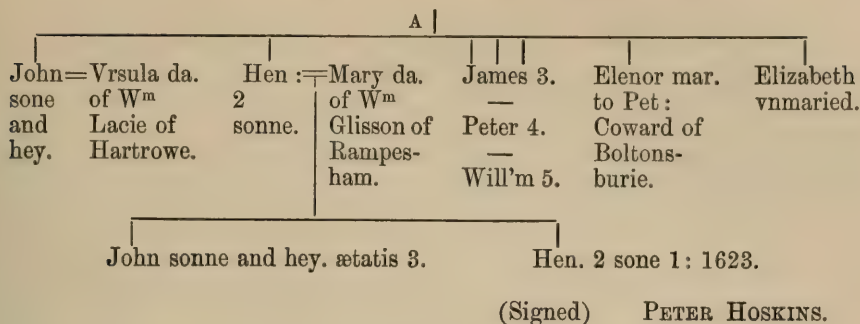 A
John=Vrsula da.
sone of Wᵐ
and Lacie of
hey. Hartrowe.
Hen :=Mary da.
2 of Wᵐ
sonne. Glisson of
Rampes-
ham.
James 3.
—
Peter 4.
—
Will'm 5.
Elenor mar.
to Pet :
Coward of
Boltons-
burie.
Elizabeth
vnmaried.
John sonne and hey. ætatis 3.
Hen. 2 sone 1: 1623.
(Signed) PETER HOSKINS.